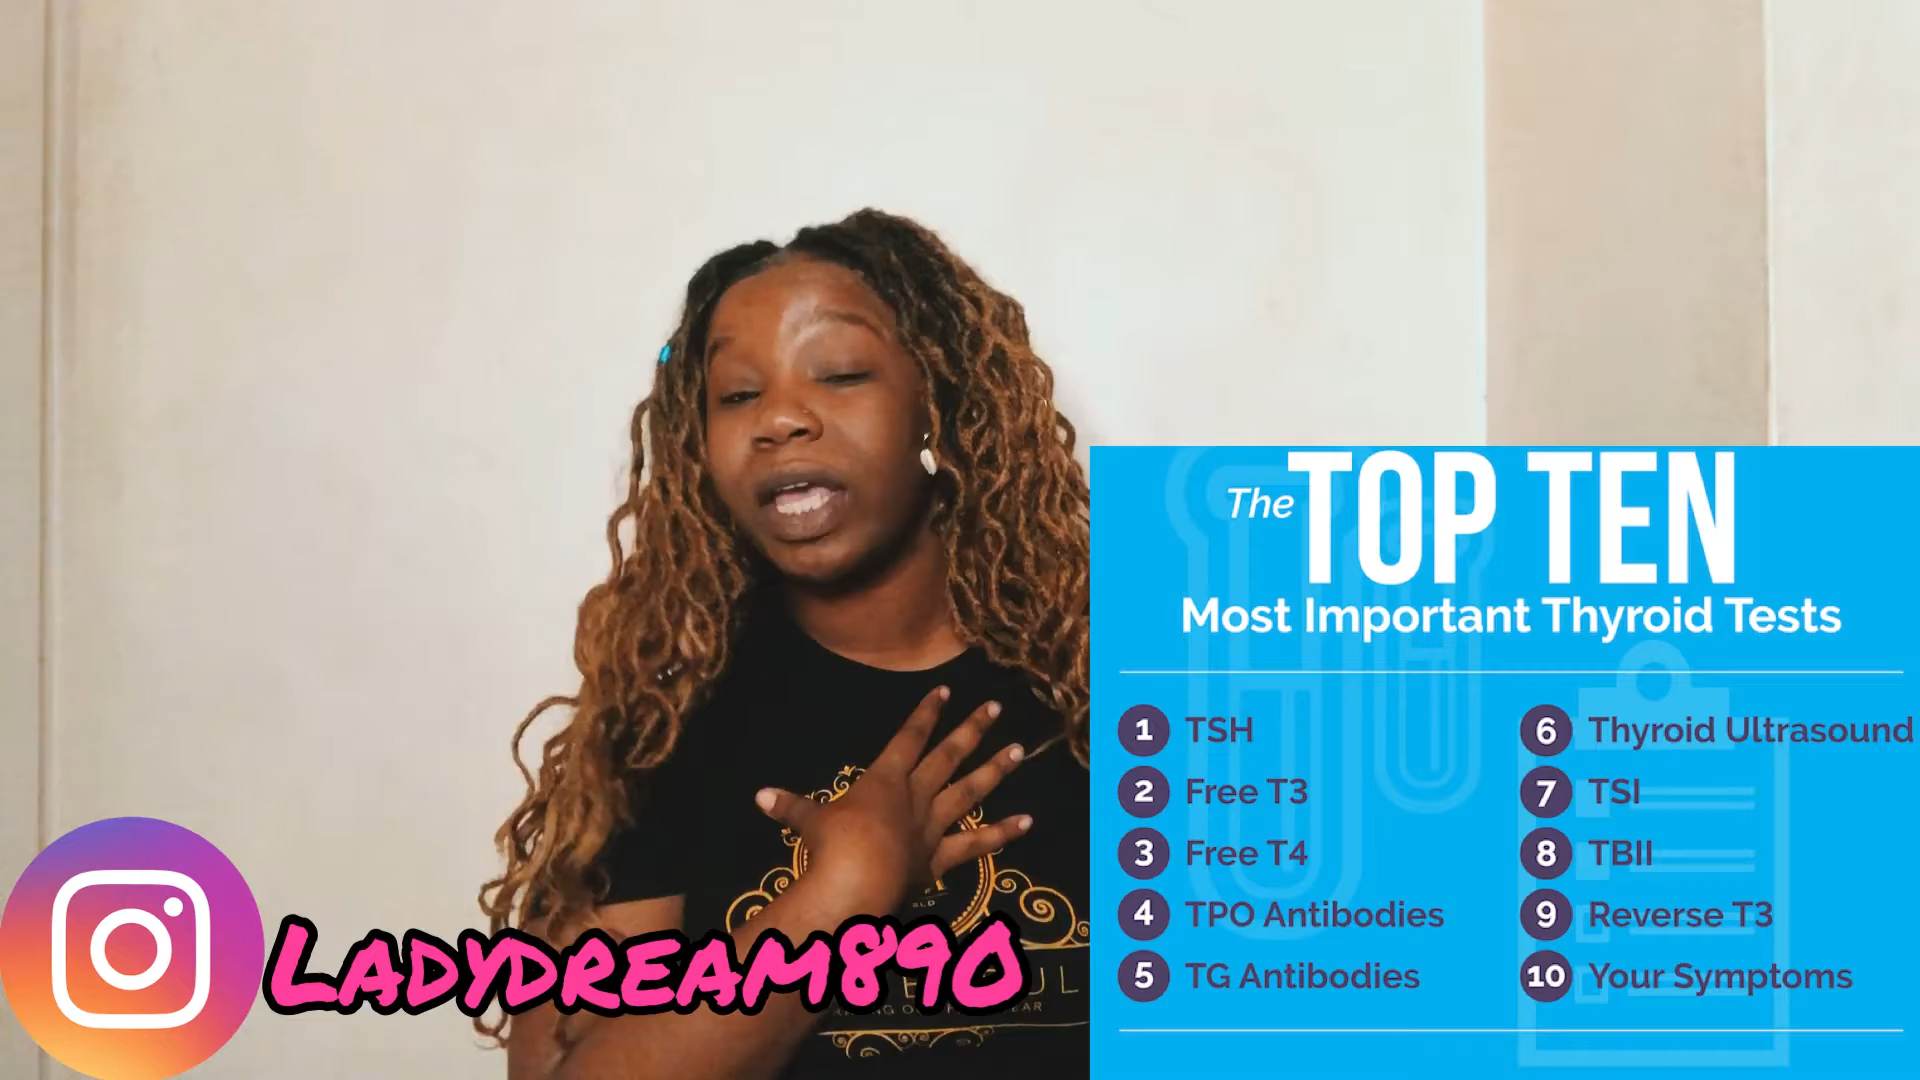 The TOP TEN
Most Important Thyroid Tests
1 TSH
2 Free T3
3 Free T4
4 TPO Antibodies
5 TG Antibodies
6 Thyroid Ultrasound
7 TSI
8 TBII
9 Reverse T3
10 Your Symptoms
LADYDREAM890